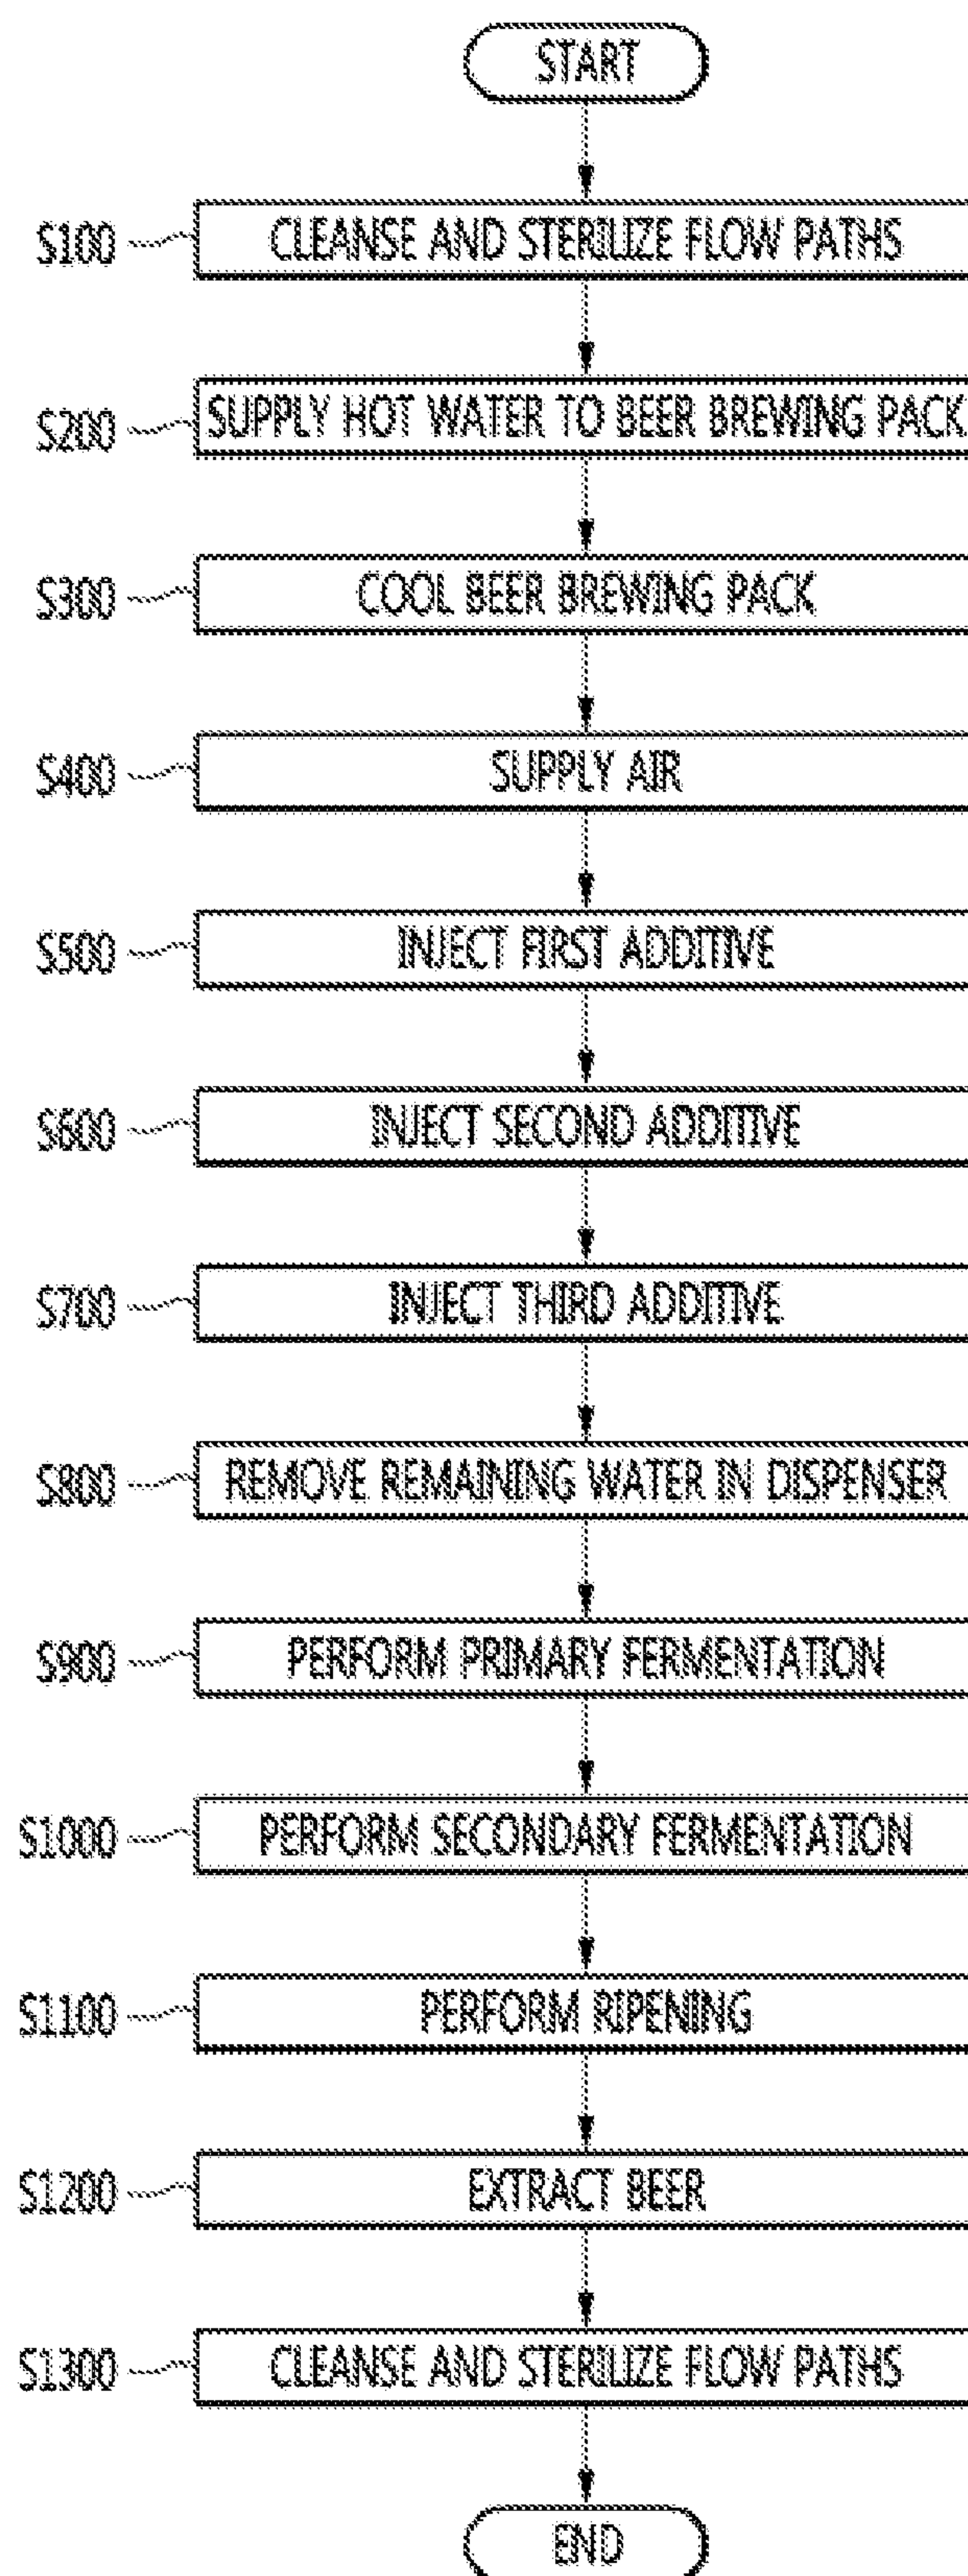 START
S100 CLEANSE AND STERILIZE FLOW PATHS
S200 SUPPLY HOT WATER TO BEER BREWING PACK
S300 COOL BEER BREWING PACK
S400 SUPPLY AIR
S500 INJECT FIRST ADDITIVE
S600 INJECT SECOND ADDITIVE
S700 INJECT THIRD ADDITIVE
S800 REMOVE REMAINING WATER IN DISPENSER
S900 PERFORM PRIMARY FERMENTATION
S1000 PERFORM SECONDARY FERMENTATION
S1100 PERFORM RIPENING
S1200 EXTRACT BEER
S1300 CLEANSE AND STERILIZE FLOW PATHS
END